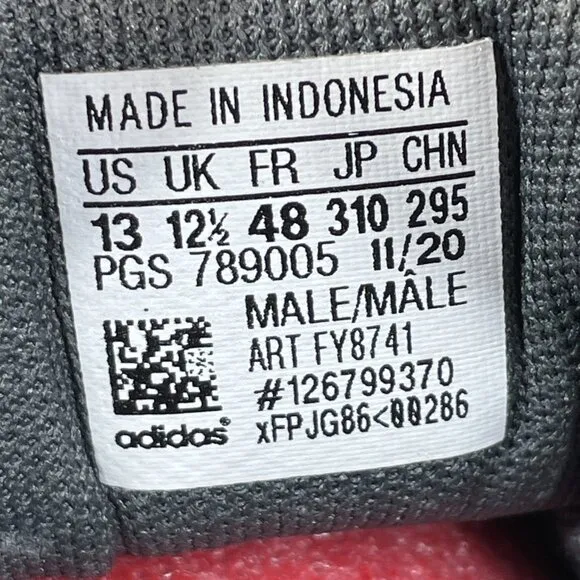 MADE IN INDONESIA
US UK FR JP CHN
13 12½ 48 310 295
PGS 789005 11/20
MALE/MÂLE
ART FY8741
#126799370
adidas xFPJG86<00286